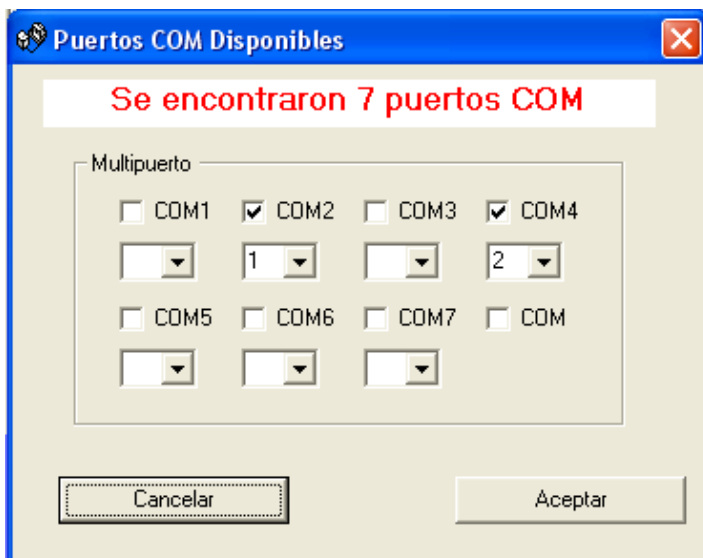 Puertos COM Disponibles
Se encontraron 7 puertos COM
Multipuerto
COM1 COM2 COM3 COM4
1 2
COM5 COM6 COM7 COM
Cancelar Aceptar